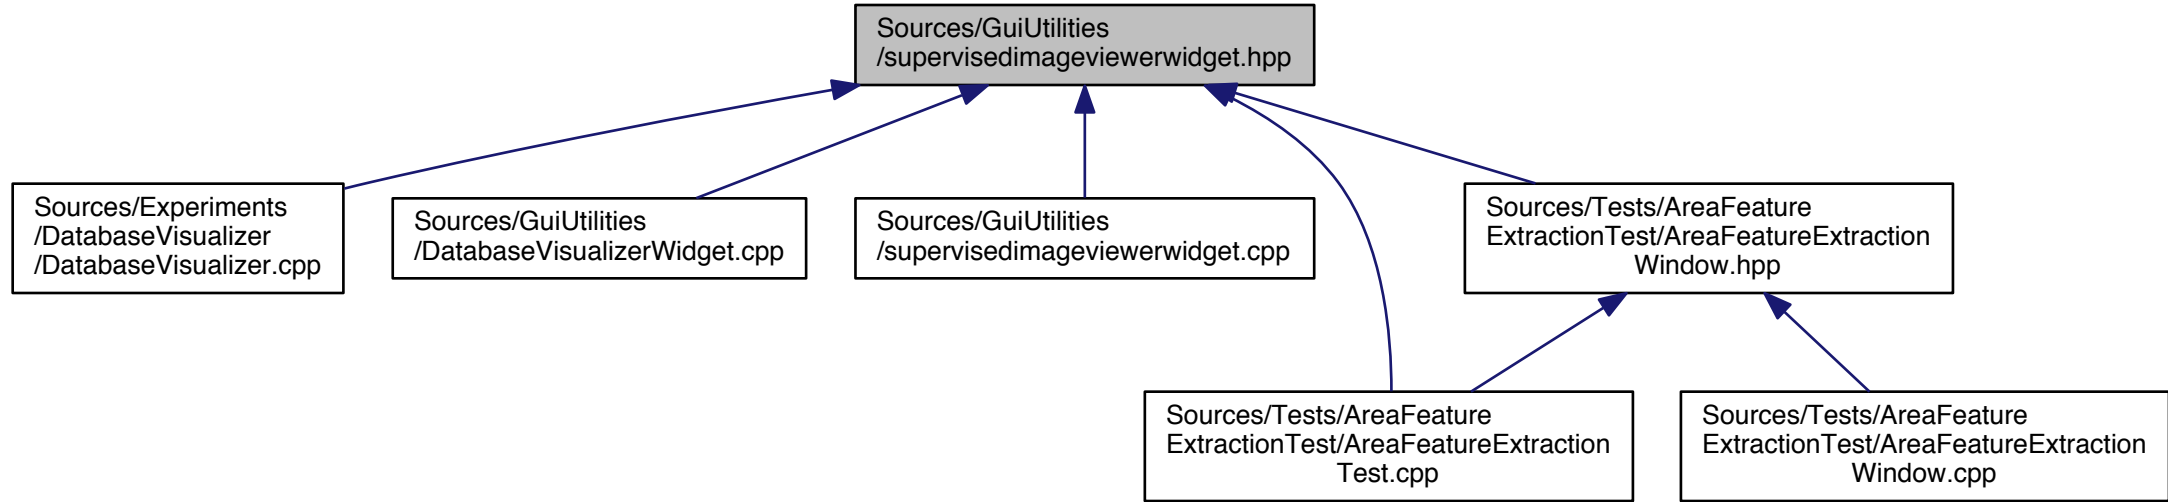 Sources/GuiUtilities
/supervisedimageviewerwidget.hpp
Sources/Experiments
/DatabaseVisualizer
/DatabaseVisualizer.cpp
Sources/GuiUtilities
/DatabaseVisualizerWidget.cpp
Sources/GuiUtilities
/supervisedimageviewerwidget.cpp
Sources/Tests/AreaFeature
ExtractionTest/AreaFeatureExtraction
Window.hpp
Sources/Tests/AreaFeature
ExtractionTest/AreaFeatureExtraction
Test.cpp
Sources/Tests/AreaFeature
ExtractionTest/AreaFeatureExtraction
Window.cpp